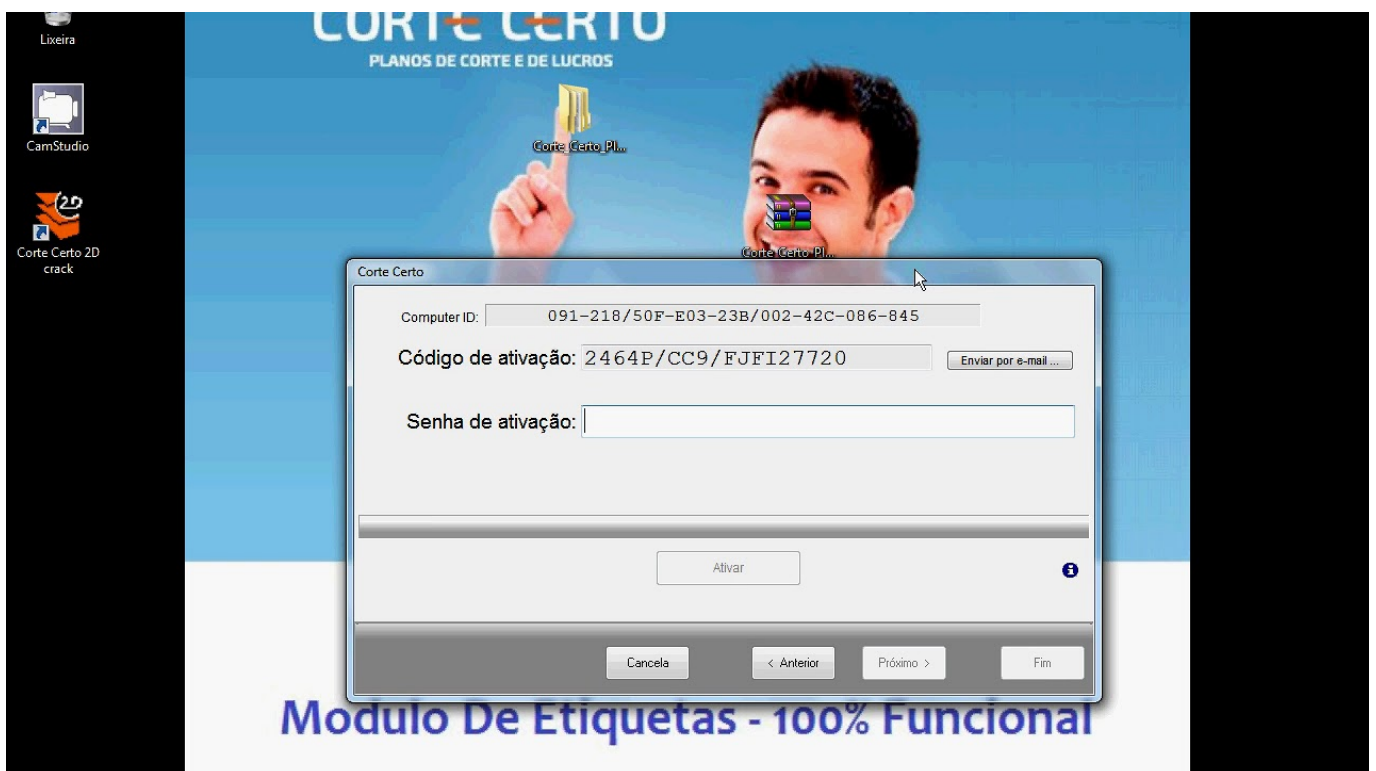 CORTE CERTO
PLANOS DE CORTE E DE LUCROS
Lixeira
CamStudio
Corte_Certo_Pl...
Corte Certo 2D
crack
Corte Certo Pl...
Corte Certo
Computer ID: 091-218/50F-E03-23B/002-42C-086-845
Código de ativação: 2464P/CC9/FJFI27720 Enviar por e-mail ...
Senha de ativação:
Ativar
Cancela < Anterior Próximo > Fim
Modulo De Etiquetas - 100% Funcional